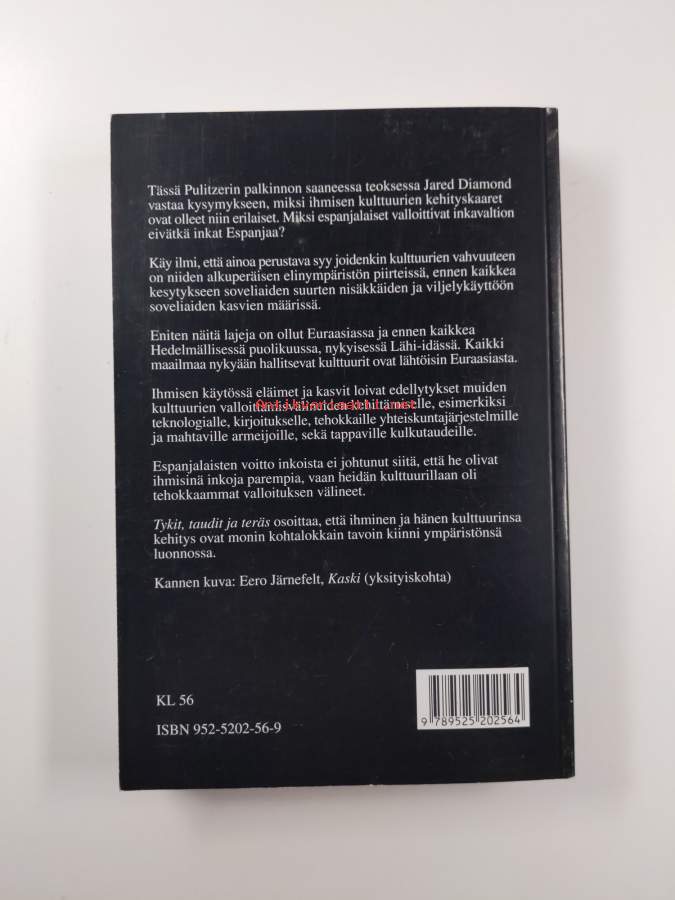 Tässä Pulitzerin palkinnon saaneessa teoksessa Jared Diamond
vastaa kysymykseen, miksi ihmisen kulttuurien kehityskaaret
ovat olleet niin erilaiset. Miksi espanjalaiset valloittivat inkavaltion
eivätkä inkat Espanjaa?
Käy ilmi, että ainoa perustava syy joidenkin kulttuurien vahvuuteen
on niiden alkuperäisen elinympäristön piirteissä, ennen kaikkea
kesytykseen soveliaiden suurten nisäkkäiden ja viljelykäyttöön
soveliaiden kasvien määrissä.
Eniten näitä lajeja on ollut Euraasiassa ja ennen kaikkea
Hedelmällisessä puolikuussa, nykyisessä Lähi-idässä. Kaikki
maailmaa nykyään hallitsevat kulttuurit ovat lähtöisin Euraasiasta.
Ihmisen käytössä eläimet ja kasvit loivat edellytykset muiden
kulttuurien valloittamisvälineiden kehittämiselle, esimerkiksi
Antikvaariaatti.net
teknologialle, kirjoitukselle, tehokkaille yhteiskuntajärjestelmille
ja mahtaville armeijoille, sekä tappaville kulkutaudeille.
Espanjalaisten voitto inkoista ei johtunut siitä, että he olivat
ihmisinä inkoja parempia, vaan heidän kulttuurillaan oli
tehokkaammat valloituksen välineet.
Tykit, taudit ja teräs osoittaa, että ihminen ja hänen kulttuurinsa
kehitys ovat monin kohtalokkain tavoin kiinni ympäristönsä
luonnossa.
Kannen kuva: Eero Järnefelt, Kaski (yksityiskohta)
KL 56
ISBN 952-5202-56-9
9 789525 202564